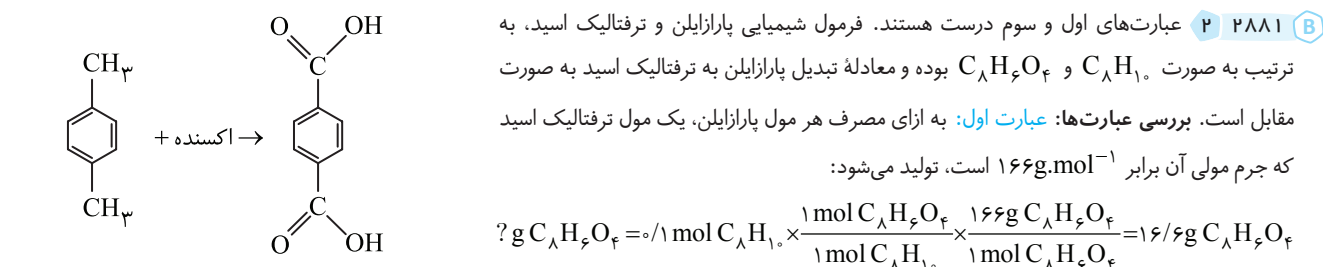 B ۲۸۸۱ ۲ عبارت‌های اول و سوم درست هستند. فرمول شیمیایی پارازایلن و ترفتالیک اسید، به
ترتیب به صورت C₈H₁₀ و C₈H₆O₄ بوده و معادلهٔ تبدیل پارازایلن به ترفتالیک اسید به صورت
مقابل است. بررسی عبارت‌ها: عبارت اول: به ازای مصرف هر مول پارازایلن، یک مول ترفتالیک اسید
که جرم مولی آن برابر ۱۶۶g.mol⁻¹ است، تولید می‌شود:
? g C₈H₆O₄ = ۰/۱ mol C₈H₁₀ × (۱ mol C₈H₆O₄ / ۱ mol C₈H₁₀) × (۱۶۶g C₈H₆O₄ / ۱ mol C₈H₆O₄) = ۱۶/۶g C₈H₆O₄
CH₃
CH₃
+ اکسنده →
O OH
C
C
O OH